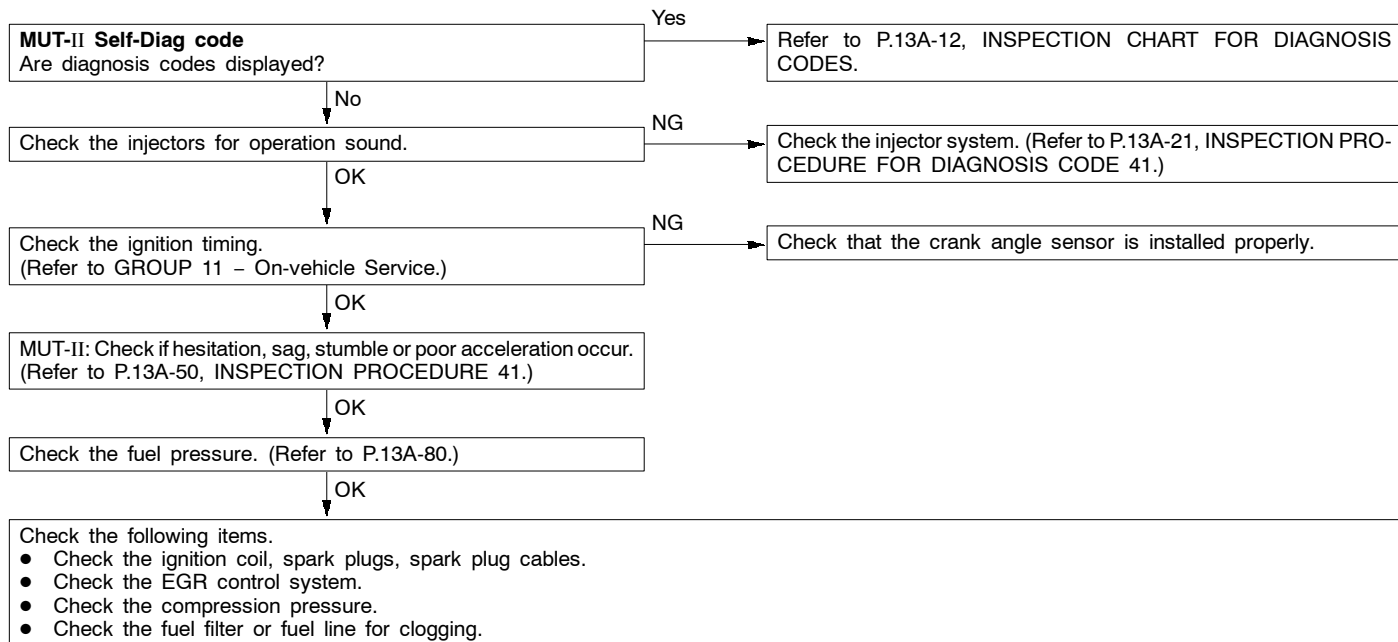 MUT-II Self-Diag code
Are diagnosis codes displayed?
Yes
Refer to P.13A-12, INSPECTION CHART FOR DIAGNOSIS
CODES.
No
Check the injectors for operation sound.
NG
Check the injector system. (Refer to P.13A-21, INSPECTION PRO-
CEDURE FOR DIAGNOSIS CODE 41.)
OK
Check the ignition timing.
(Refer to GROUP 11 – On-vehicle Service.)
NG
Check that the crank angle sensor is installed properly.
OK
MUT-II: Check if hesitation, sag, stumble or poor acceleration occur.
(Refer to P.13A-50, INSPECTION PROCEDURE 41.)
OK
Check the fuel pressure. (Refer to P.13A-80.)
OK
Check the following items.
● Check the ignition coil, spark plugs, spark plug cables.
● Check the EGR control system.
● Check the compression pressure.
● Check the fuel filter or fuel line for clogging.